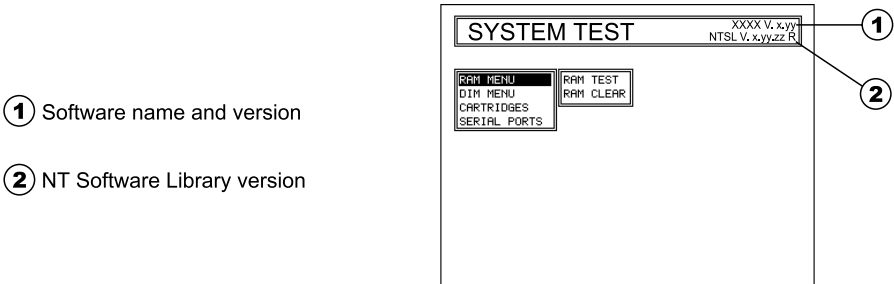 1 Software name and version
2 NT Software Library version
SYSTEM TEST
XXXX V. x.yy
NTSL V. x.yy.zz R
1
2
RAM MENU
DIM MENU
CARTRIDGES
SERIAL PORTS
RAM TEST
RAM CLEAR